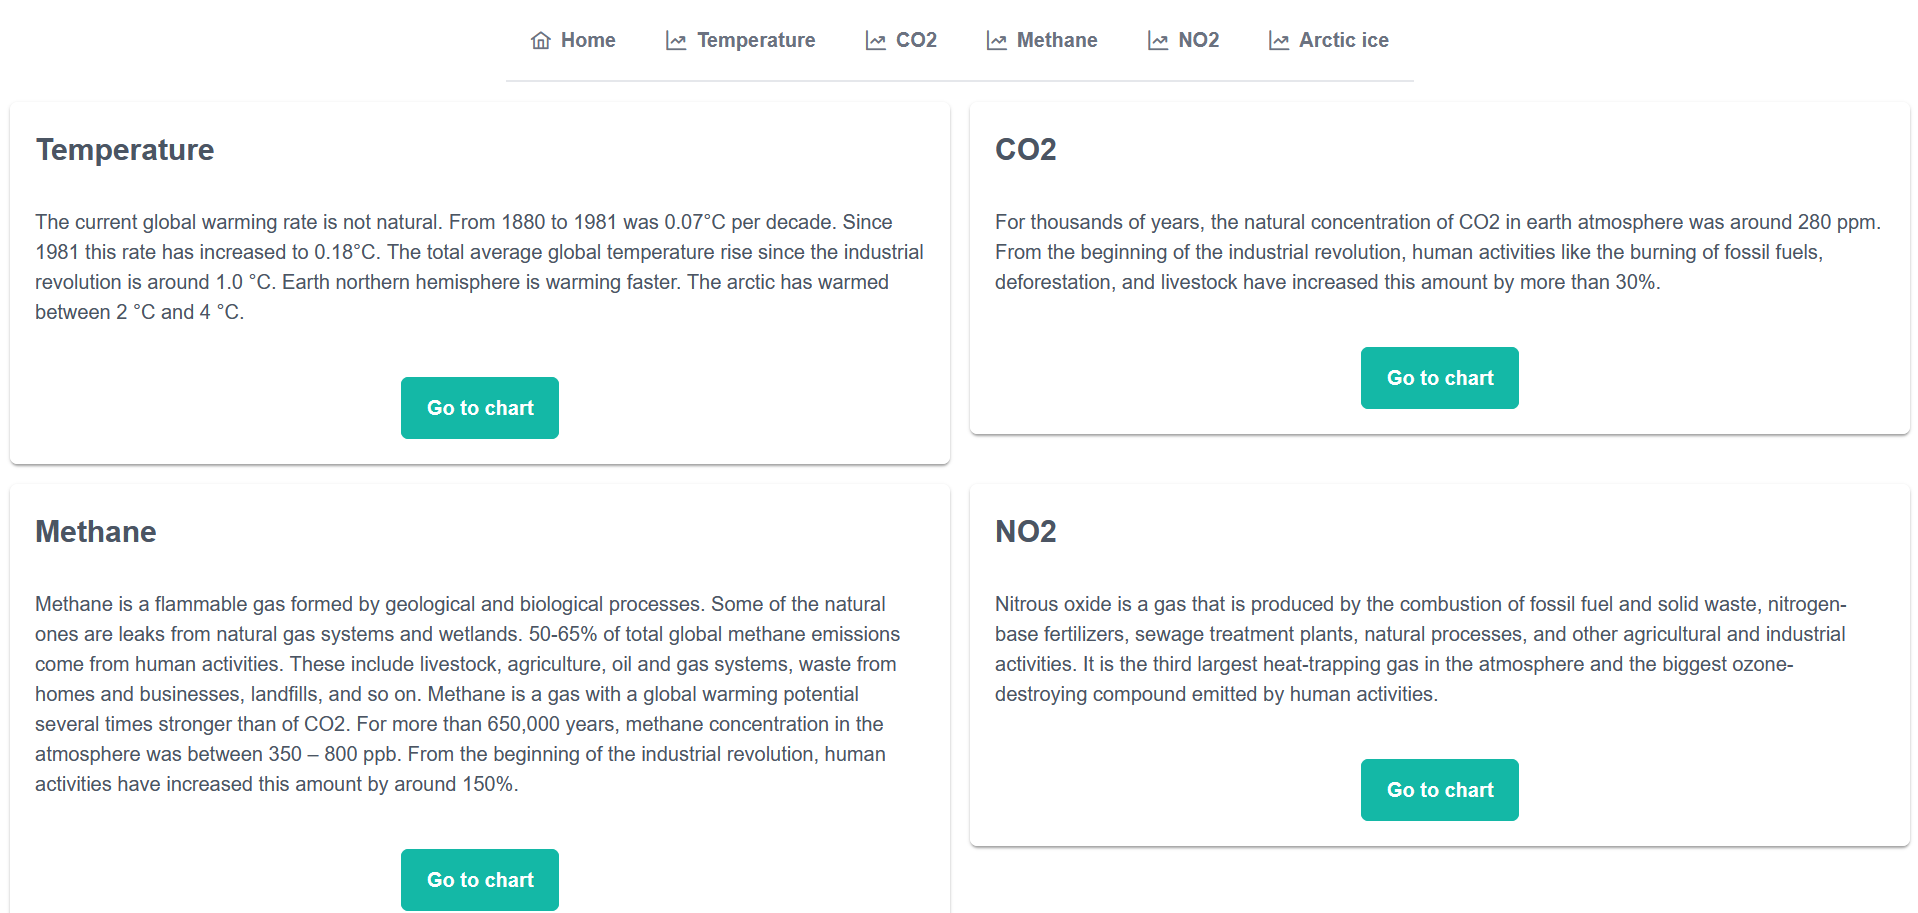 Home Temperature CO2 Methane NO2 Arctic ice
Temperature
The current global warming rate is not natural. From 1880 to 1981 was 0.07°C per decade. Since
1981 this rate has increased to 0.18°C. The total average global temperature rise since the industrial
revolution is around 1.0 °C. Earth northern hemisphere is warming faster. The arctic has warmed
between 2 °C and 4 °C.
Go to chart
CO2
For thousands of years, the natural concentration of CO2 in earth atmosphere was around 280 ppm.
From the beginning of the industrial revolution, human activities like the burning of fossil fuels,
deforestation, and livestock have increased this amount by more than 30%.
Go to chart
Methane
Methane is a flammable gas formed by geological and biological processes. Some of the natural
ones are leaks from natural gas systems and wetlands. 50-65% of total global methane emissions
come from human activities. These include livestock, agriculture, oil and gas systems, waste from
homes and businesses, landfills, and so on. Methane is a gas with a global warming potential
several times stronger than of CO2. For more than 650,000 years, methane concentration in the
atmosphere was between 350 – 800 ppb. From the beginning of the industrial revolution, human
activities have increased this amount by around 150%.
Go to chart
NO2
Nitrous oxide is a gas that is produced by the combustion of fossil fuel and solid waste, nitrogen-
base fertilizers, sewage treatment plants, natural processes, and other agricultural and industrial
activities. It is the third largest heat-trapping gas in the atmosphere and the biggest ozone-
destroying compound emitted by human activities.
Go to chart